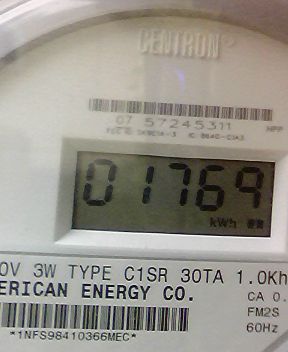 CENTRON®
07 57245311 HPP
01769
kWh
0V 3W TYPE C1SR 30TA 1.0Kh
ERICAN ENERGY CO. CA 0.
FM2S
*1NFS98410366MEC* 60Hz